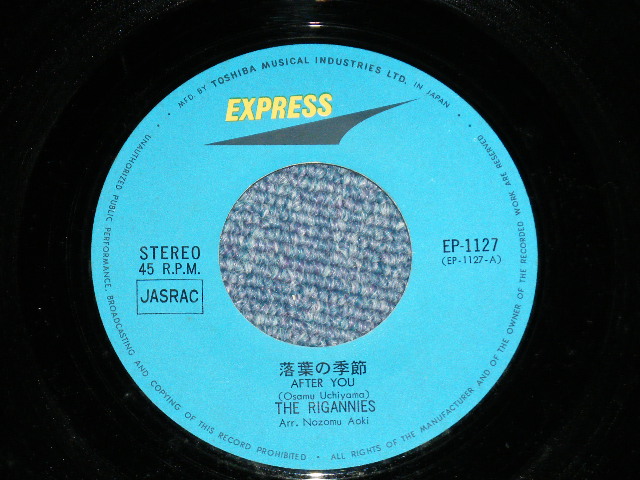 MFD. BY TOSHIBA MUSICAL INDUSTRIES LTD. IN JAPAN.
EXPRESS
STEREO
45 R.P.M.
JASRAC
EP-1127
(EP-1127-A)
落葉の季節
AFTER YOU
(Osamu Uchiyama)
THE RIGANNIES
Arr. Nozomu Aoki
UNAUTHORIZED PUBLIC PERFORMANCE, BROADCASTING AND COPYING OF THIS RECORD PROHIBITED • ALL RIGHTS OF THE MANUFACTURER AND OF THE OWNER OF THE RECORDED WORK ARE RESERVED.